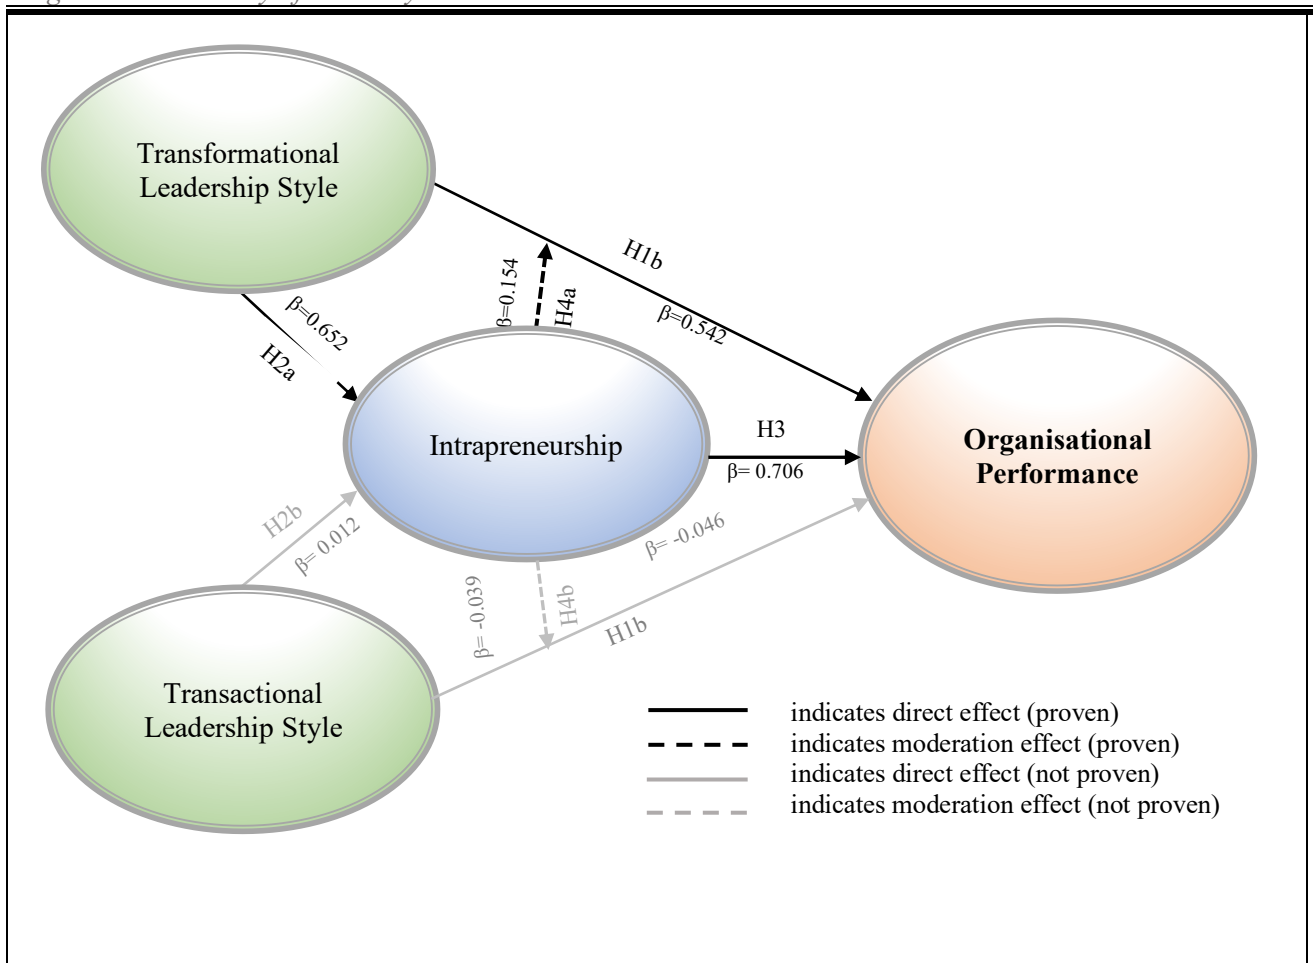 Transformational
Leadership Style
H1b
β=0.542
β=0.154
H4a
β=0.652
H2a
Intrapreneurship
H3
β= 0.706
Organisational
Performance
H2b
β= 0.012
β= -0.046
β= -0.039
H4b
H1b
Transactional
Leadership Style
indicates direct effect (proven)
indicates moderation effect (proven)
indicates direct effect (not proven)
indicates moderation effect (not proven)